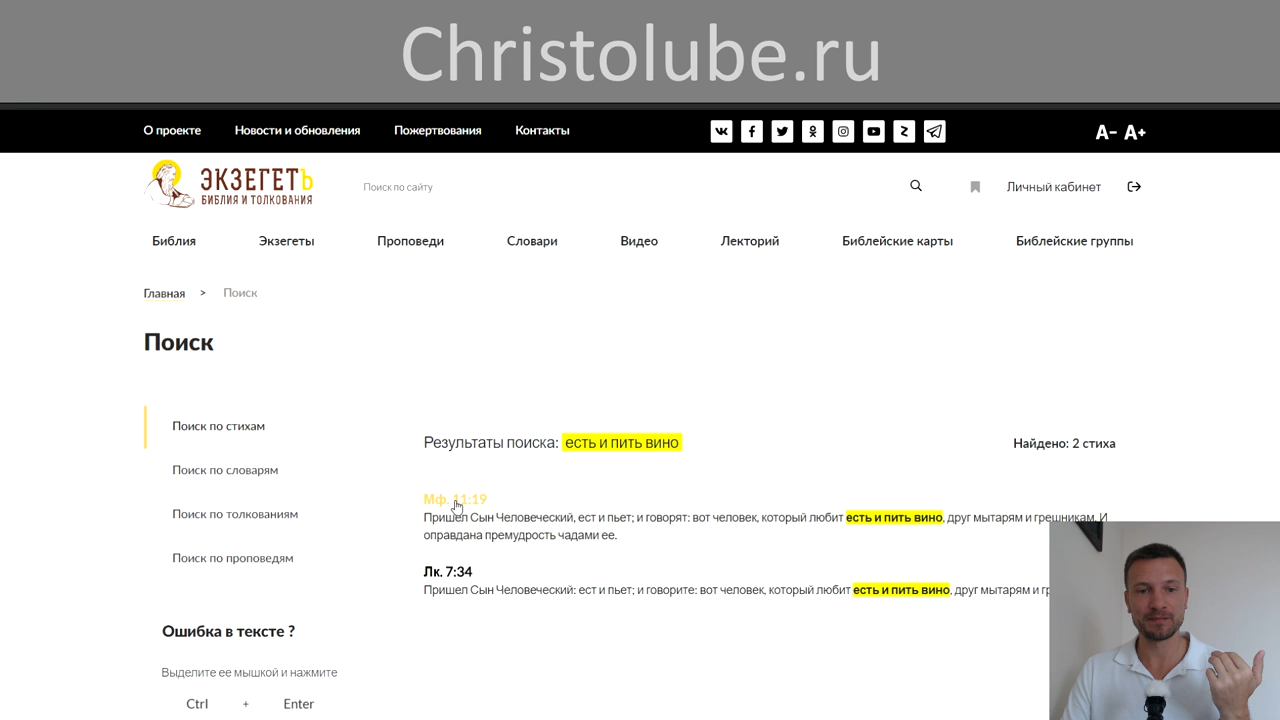 Christolube.ru
О проекте Новости и обновления Пожертвования Контакты A- A+
ЭКЗЕГЕТЪ
БИБЛИЯ И ТОЛКОВАНИЯ
Поиск по сайту
Личный кабинет
Библия Экзегеты Проповеди Словари Видео Лекторий Библейские карты Библейские группы
Главная > Поиск
Поиск
Поиск по стихам
Поиск по словарям
Поиск по толкованиям
Поиск по проповедям
Ошибка в тексте ?
Выделите ее мышкой и нажмите
Ctrl + Enter
Результаты поиска: есть и пить вино
Найдено: 2 стиха
Мф. 11:19
Пришел Сын Человеческий, ест и пьет; и говорят: вот человек, который любит есть и пить вино, друг мытарям и грешникам. И
оправдана премудрость чадами ее.
Лк. 7:34
Пришел Сын Человеческий: ест и пьет; и говорите: вот человек, который любит есть и пить вино, друг мытарям и